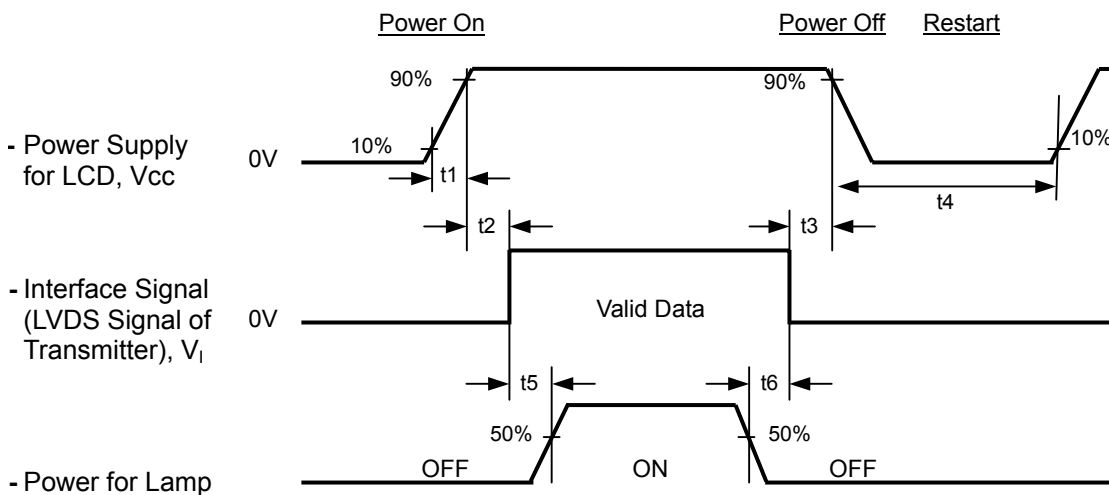 Power On
Power Off
Restart
90%
90%
- Power Supply
for LCD, Vcc
0V
10%
10%
t1
t4
t2
t3
- Interface Signal
(LVDS Signal of
Transmitter), VI
0V
Valid Data
t5
t6
50%
50%
- Power for Lamp
OFF
ON
OFF